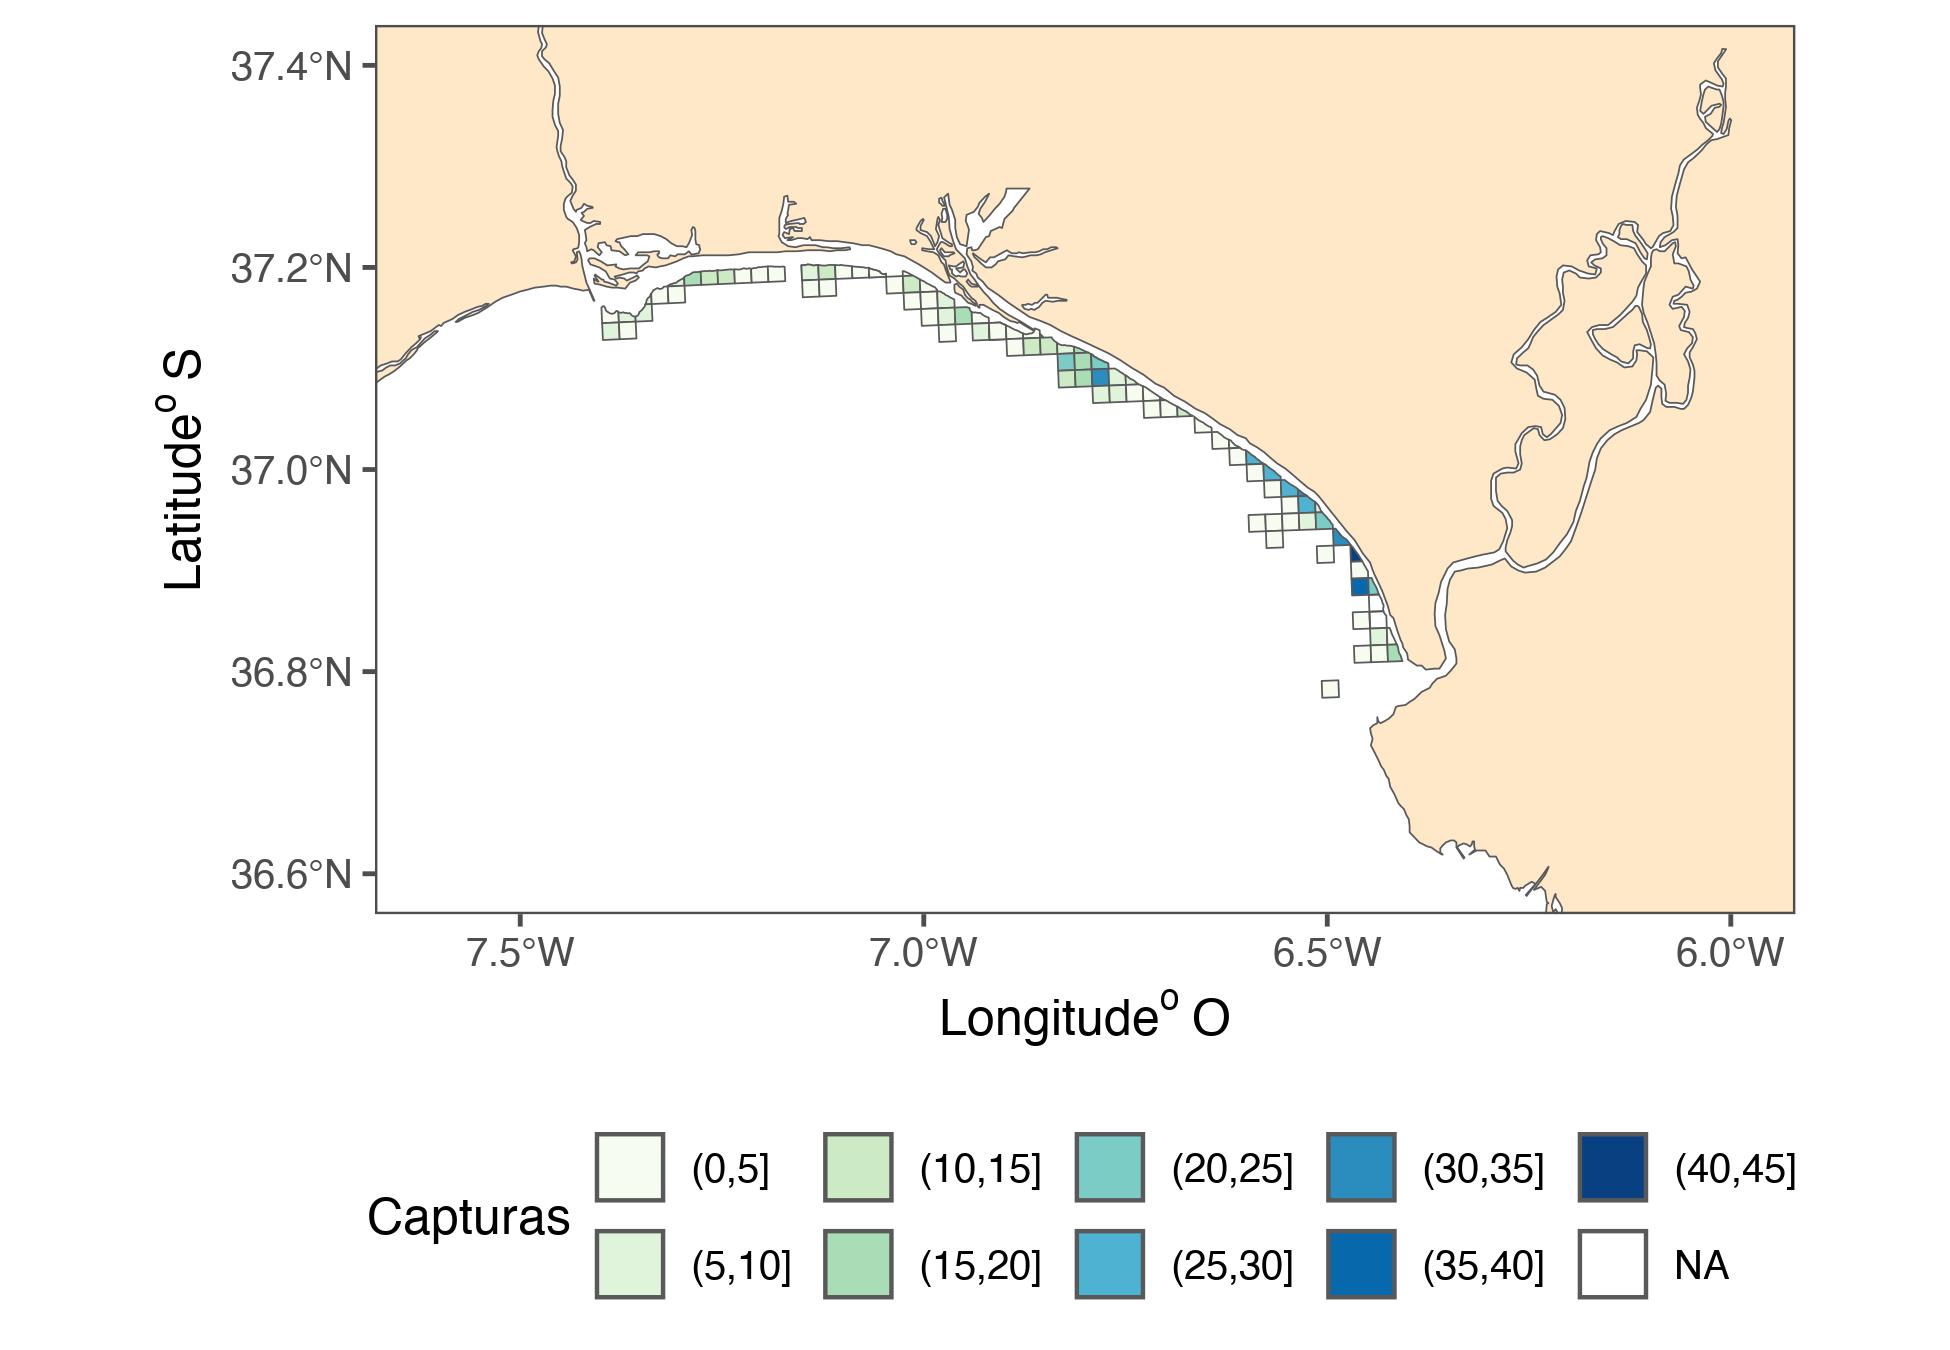 37.4°N
37.2°N
37.0°N
36.8°N
36.6°N
Latitudeº S
7.5°W 7.0°W 6.5°W 6.0°W
Longitudeº O
Capturas
(0,5] (10,15] (20,25] (30,35] (40,45]
(5,10] (15,20] (25,30] (35,40] NA